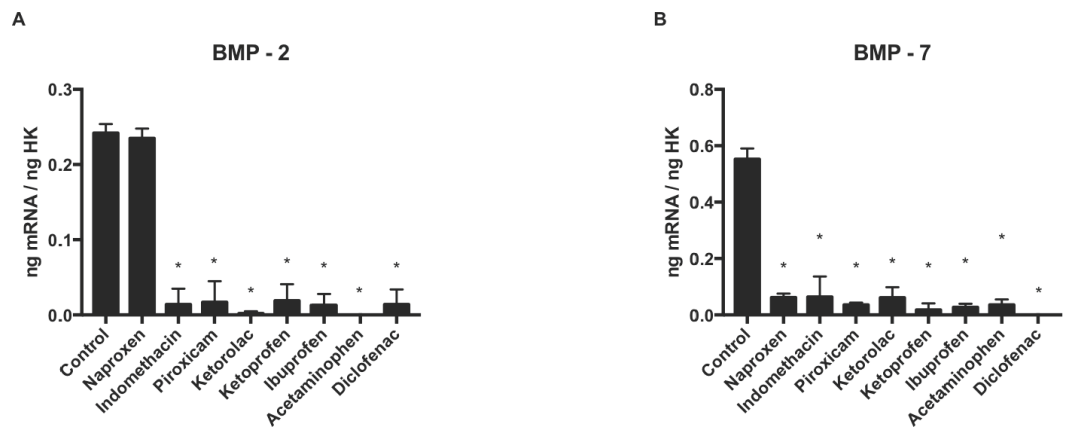 A
BMP - 2
ng mRNA / ng HK
0.3
0.2
0.1
0.0
* * * * * * *
Control
Naproxen
Indomethacin
Piroxicam
Ketorolac
Ketoprofen
Ibuprofen
Acetaminophen
Diclofenac
B
BMP - 7
ng mRNA / ng HK
0.8
0.6
0.4
0.2
0.0
* * * * * * * *
Control
Naproxen
Indomethacin
Piroxicam
Ketorolac
Ketoprofen
Ibuprofen
Acetaminophen
Diclofenac